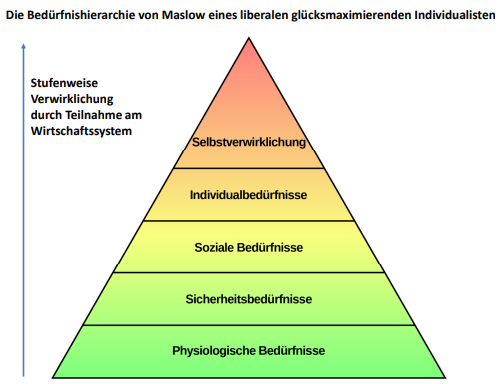 Die Bedürfnishierarchie von Maslow eines liberalen glücksmaximierenden Individualisten
Stufenweise
Verwirklichung
durch Teilnahme am
Wirtschaftssystem
Selbstverwirklichung
Individualbedürfnisse
Soziale Bedürfnisse
Sicherheitsbedürfnisse
Physiologische Bedürfnisse